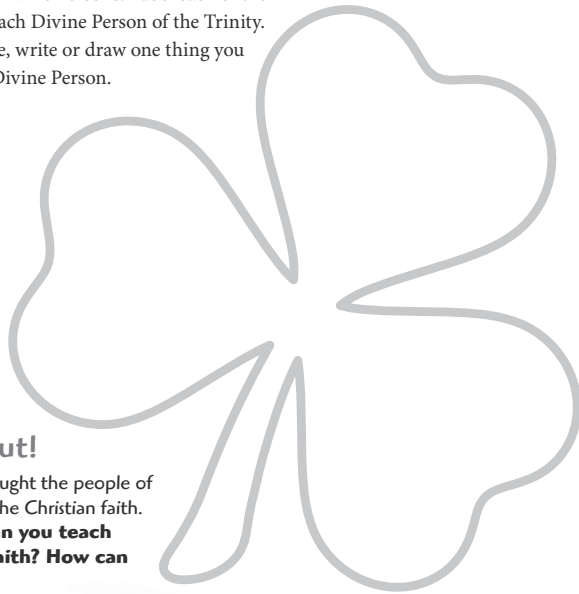 ach Divine Person of the Trinity.
e, write or draw one thing you
Divine Person.
ut!
ught the people of
he Christian faith.
n you teach
aith? How can